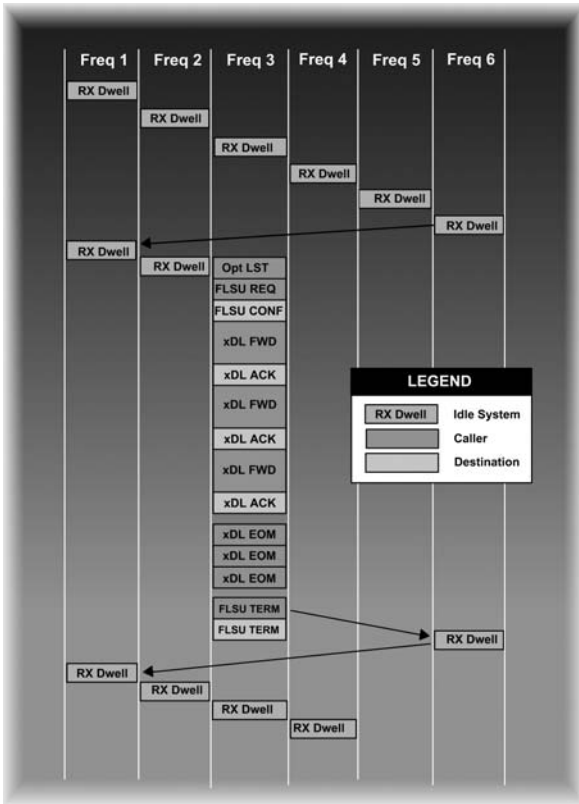 Freq 1 Freq 2 Freq 3 Freq 4 Freq 5 Freq 6
RX Dwell
RX Dwell
RX Dwell
RX Dwell
RX Dwell
RX Dwell
RX Dwell
RX Dwell
Opt LST
FLSU REQ
FLSU CONF
xDL FWD
xDL ACK
xDL FWD
xDL ACK
xDL FWD
xDL ACK
xDL EOM
xDL EOM
xDL EOM
FLSU TERM
FLSU TERM
RX Dwell
RX Dwell
RX Dwell
RX Dwell
RX Dwell
LEGEND
RX Dwell Idle System
Caller
Destination